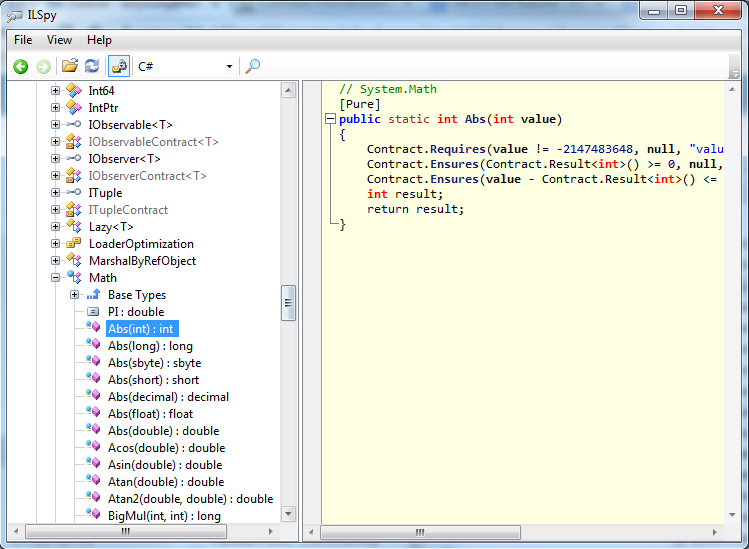 ILSpy
File View Help
C#
Int64
IntPtr
IObservable<T>
IObservableContract<T>
IObserver<T>
IObserverContract<T>
ITuple
ITupleContract
Lazy<T>
LoaderOptimization
MarshalByRefObject
Math
Base Types
PI : double
Abs(int) : int
Abs(long) : long
Abs(sbyte) : sbyte
Abs(short) : short
Abs(decimal) : decimal
Abs(float) : float
Abs(double) : double
Acos(double) : double
Asin(double) : double
Atan(double) : double
Atan2(double, double) : double
BigMul(int, int) : long
// System.Math
[Pure]
public static int Abs(int value)
{
Contract.Requires(value != -2147483648, null, "valu
Contract.Ensures(Contract.Result<int>() >= 0, null,
Contract.Ensures(value - Contract.Result<int>() <=
int result;
return result;
}